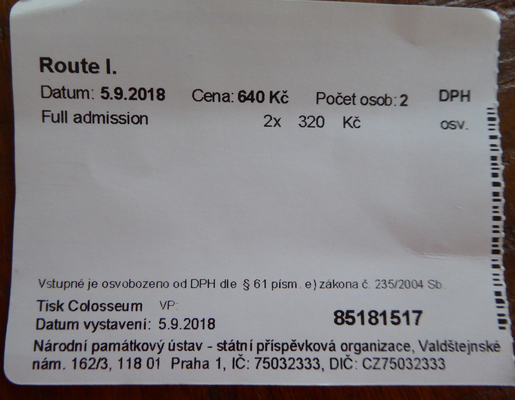 Route I.
Datum: 5.9.2018 Cena: 640 Kč Počet osob: 2 DPH
Full admission 2x 320 Kč osv.
Vstupné je osvobozeno od DPH dle § 61 písm. e) zákona č. 235/2004 Sb.
Tisk Colosseum VP:
Datum vystavení: 5.9.2018 85181517
Národní památkový ústav - státní příspěvková organizace, Valdštejnské
nám. 162/3, 118 01 Praha 1, IČ: 75032333, DIČ: CZ75032333